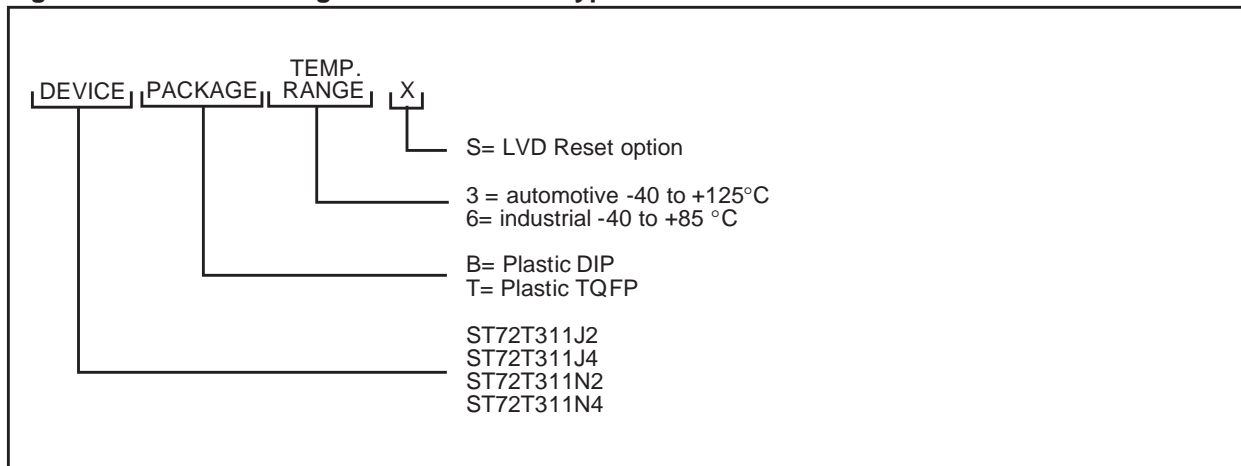 TEMP.
DEVICE PACKAGE RANGE X
S= LVD Reset option
3 = automotive -40 to +125°C
6= industrial -40 to +85 °C
B= Plastic DIP
T= Plastic TQFP
ST72T311J2
ST72T311J4
ST72T311N2
ST72T311N4